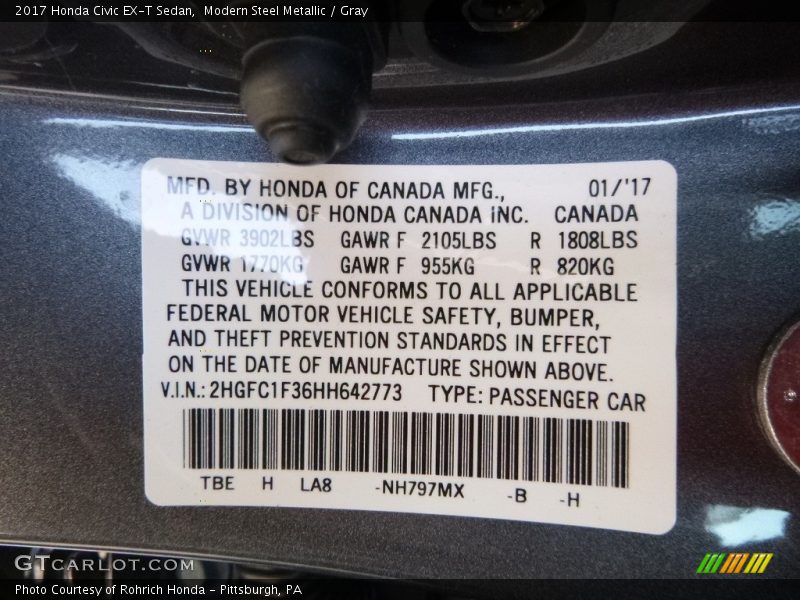 2017 Honda Civic EX-T Sedan, Modern Steel Metallic / Gray
MFD. BY HONDA OF CANADA MFG., 01/'17
A DIVISION OF HONDA CANADA INC. CANADA
GVWR 3902LBS GAWR F 2105LBS R 1808LBS
GVWR 1770KG GAWR F 955KG R 820KG
THIS VEHICLE CONFORMS TO ALL APPLICABLE
FEDERAL MOTOR VEHICLE SAFETY, BUMPER,
AND THEFT PREVENTION STANDARDS IN EFFECT
ON THE DATE OF MANUFACTURE SHOWN ABOVE.
V.I.N.: 2HGFC1F36HH642773 TYPE: PASSENGER CAR
TBE H LA8 -NH797MX -B -H
GTCARLOT.COM
Photo Courtesy of Rohrich Honda - Pittsburgh, PA